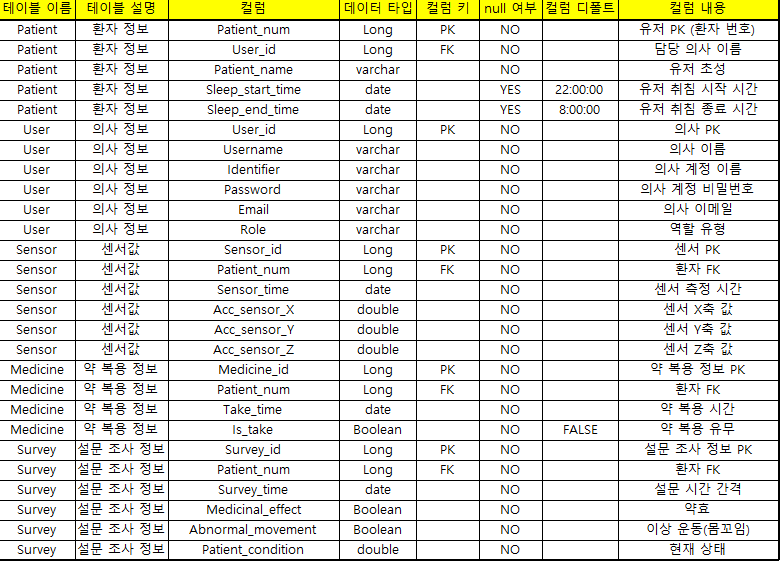 테이블 이름 테이블 설명 컬럼 데이터 타입 컬럼 키 null 여부 컬럼 디폴트 컬럼 내용
Patient 환자 정보 Patient_num Long PK NO 유저 PK (환자 번호)
Patient 환자 정보 User_id Long FK NO 담당 의사 이름
Patient 환자 정보 Patient_name varchar NO 유저 초성
Patient 환자 정보 Sleep_start_time date YES 22:00:00 유저 취침 시작 시간
Patient 환자 정보 Sleep_end_time date YES 8:00:00 유저 취침 종료 시간
User 의사 정보 User_id Long PK NO 의사 PK
User 의사 정보 Username varchar NO 의사 이름
User 의사 정보 Identifier varchar NO 의사 계정 이름
User 의사 정보 Password varchar NO 의사 계정 비밀번호
User 의사 정보 Email varchar NO 의사 이메일
User 의사 정보 Role varchar NO 역할 유형
Sensor 센서값 Sensor_id Long PK NO 센서 PK
Sensor 센서값 Patient_num Long FK NO 환자 FK
Sensor 센서값 Sensor_time date NO 센서 측정 시간
Sensor 센서값 Acc_sensor_X double NO 센서 X축 값
Sensor 센서값 Acc_sensor_Y double NO 센서 Y축 값
Sensor 센서값 Acc_sensor_Z double NO 센서 Z축 값
Medicine 약 복용 정보 Medicine_id Long PK NO 약 복용 정보 PK
Medicine 약 복용 정보 Patient_num Long FK NO 환자 FK
Medicine 약 복용 정보 Take_time date NO 약 복용 시간
Medicine 약 복용 정보 Is_take Boolean NO FALSE 약 복용 유무
Survey 설문 조사 정보 Survey_id Long PK NO 설문 조사 정보 PK
Survey 설문 조사 정보 Patient_num Long FK NO 환자 FK
Survey 설문 조사 정보 Survey_time date NO 설문 시간 간격
Survey 설문 조사 정보 Medicinal_effect Boolean NO 약효
Survey 설문 조사 정보 Abnormal_movement Boolean NO 이상 운동(몸꼬임)
Survey 설문 조사 정보 Patient_condition double NO 현재 상태